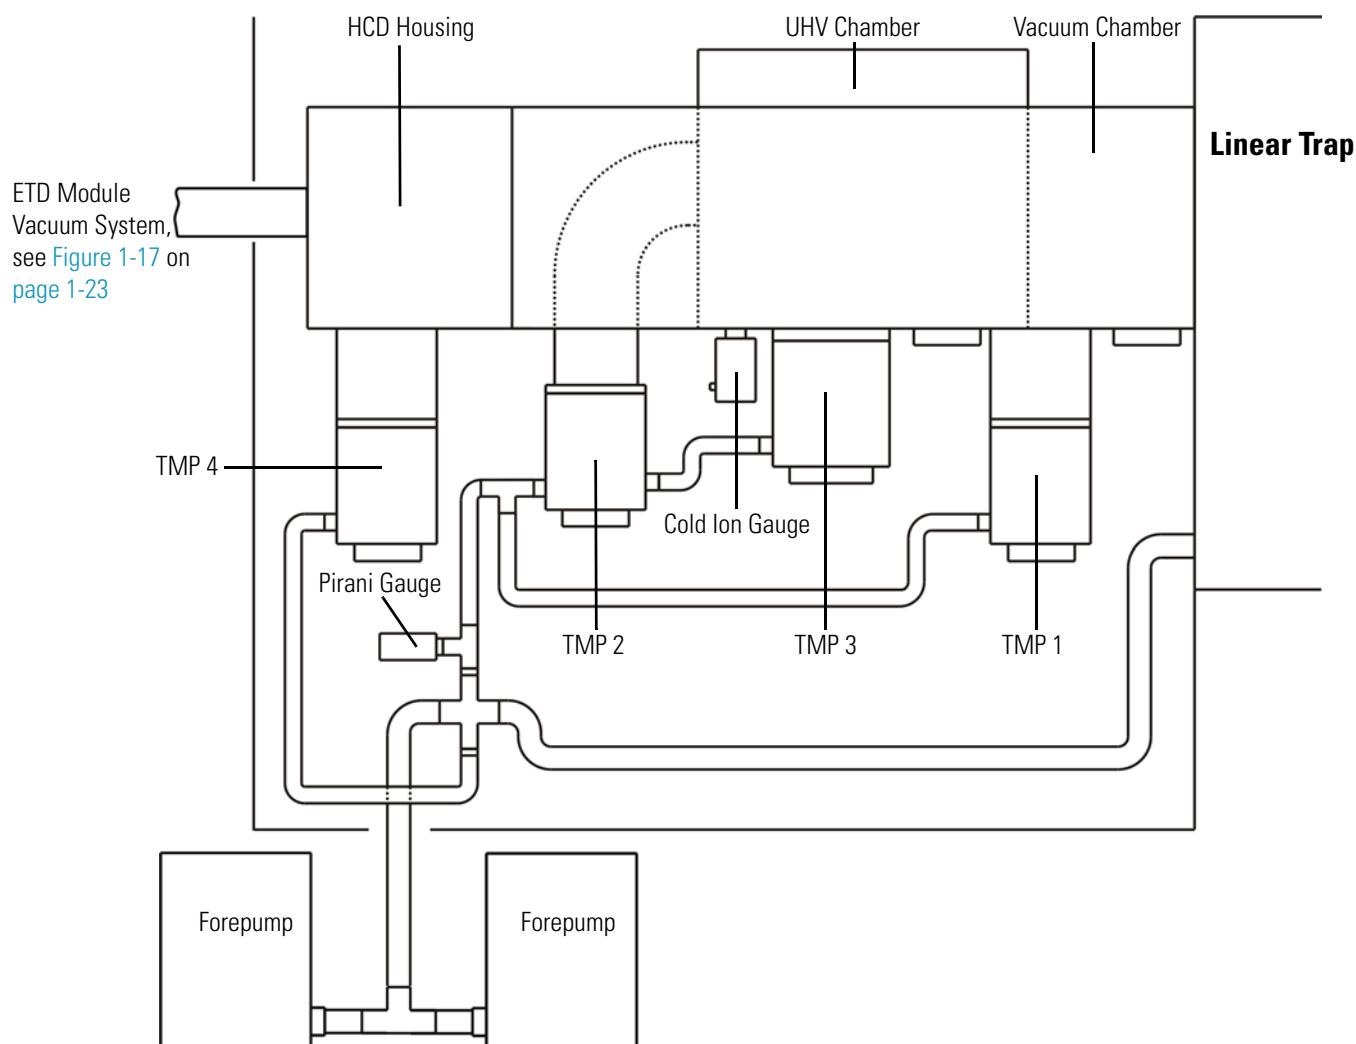 HCD Housing
UHV Chamber
Vacuum Chamber
Linear Trap
ETD Module
Vacuum System,
see Figure 1-17 on
page 1-23
TMP 4
Cold Ion Gauge
Pirani Gauge
TMP 2
TMP 3
TMP 1
Forepump
Forepump